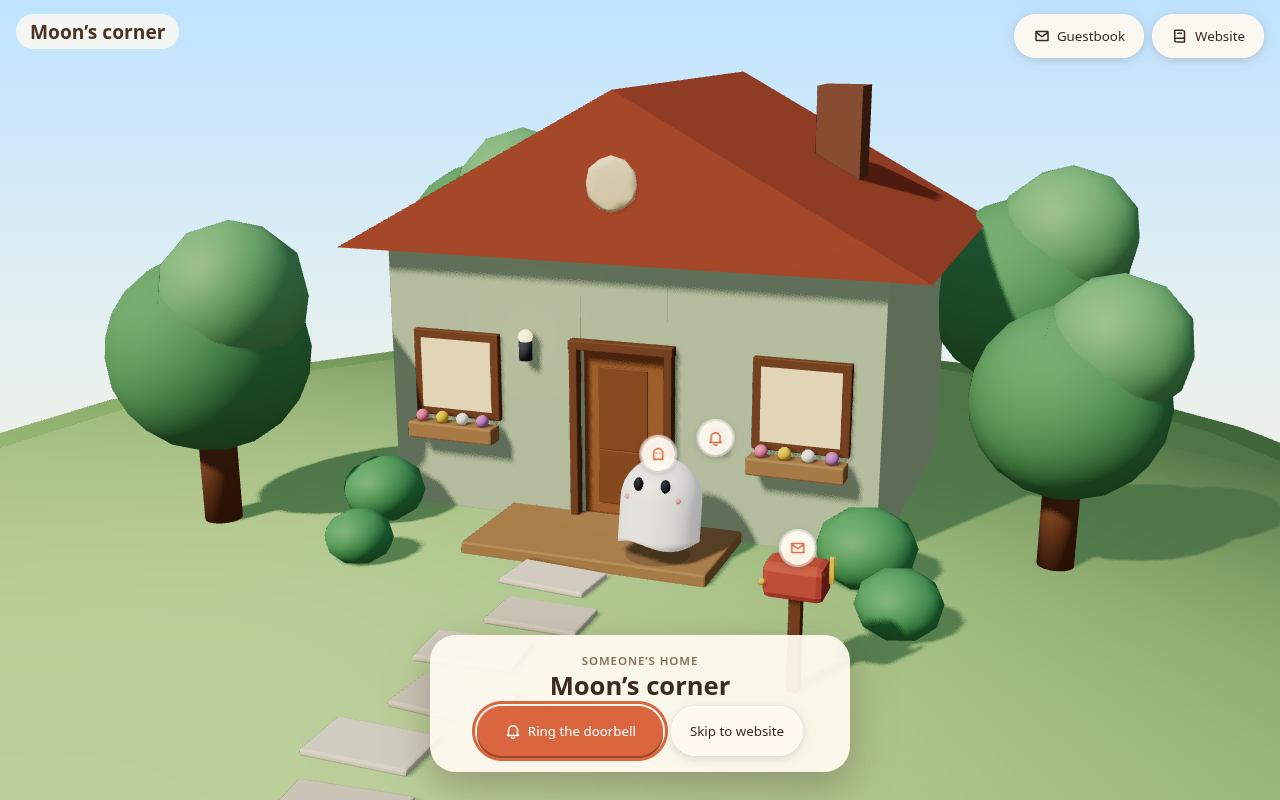 Moon's corner
Guestbook
Website
SOMEONE'S HOME
Moon's corner
Ring the doorbell
Skip to website